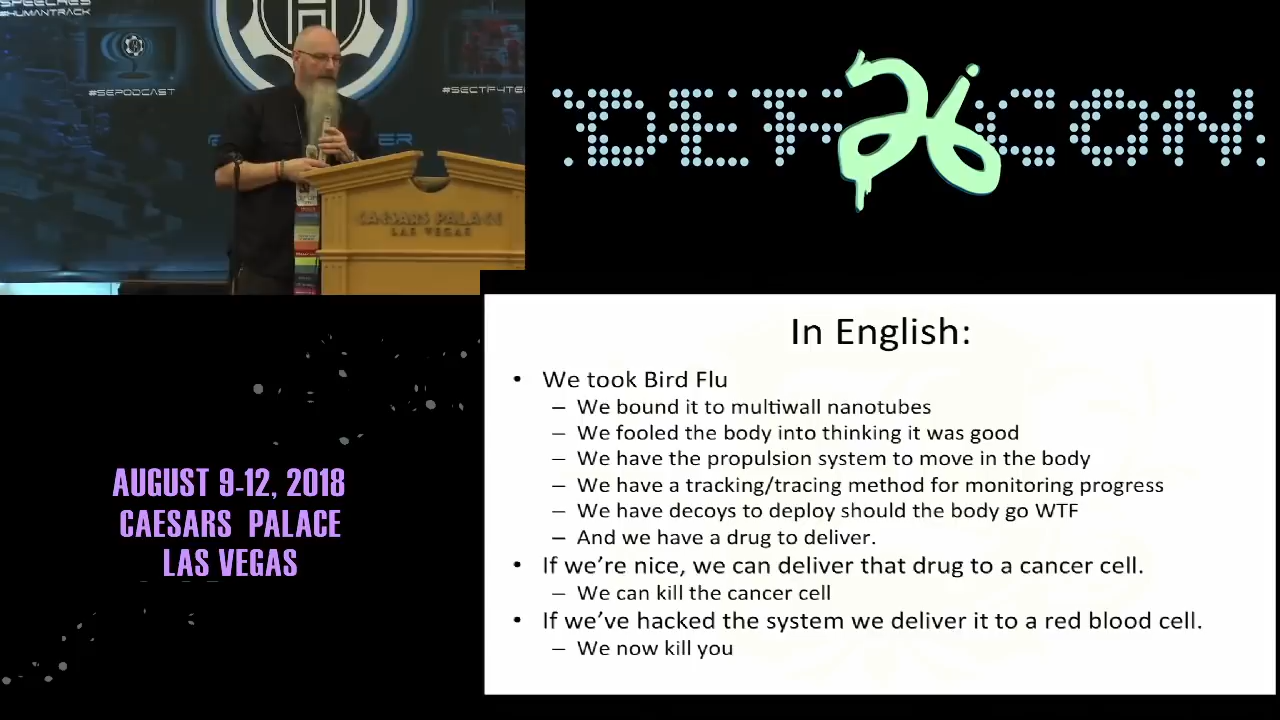 SPEECHES
#HUMANTRACK
#SEPODCAST
#SECTF4TE
CAESARS PALACE
LAS VEGAS
DEF 26 CON
AUGUST 9-12, 2018
CAESARS PALACE
LAS VEGAS
In English:
• We took Bird Flu
– We bound it to multiwall nanotubes
– We fooled the body into thinking it was good
– We have the propulsion system to move in the body
– We have a tracking/tracing method for monitoring progress
– We have decoys to deploy should the body go WTF
– And we have a drug to deliver.
• If we’re nice, we can deliver that drug to a cancer cell.
– We can kill the cancer cell
• If we’ve hacked the system we deliver it to a red blood cell.
– We now kill you